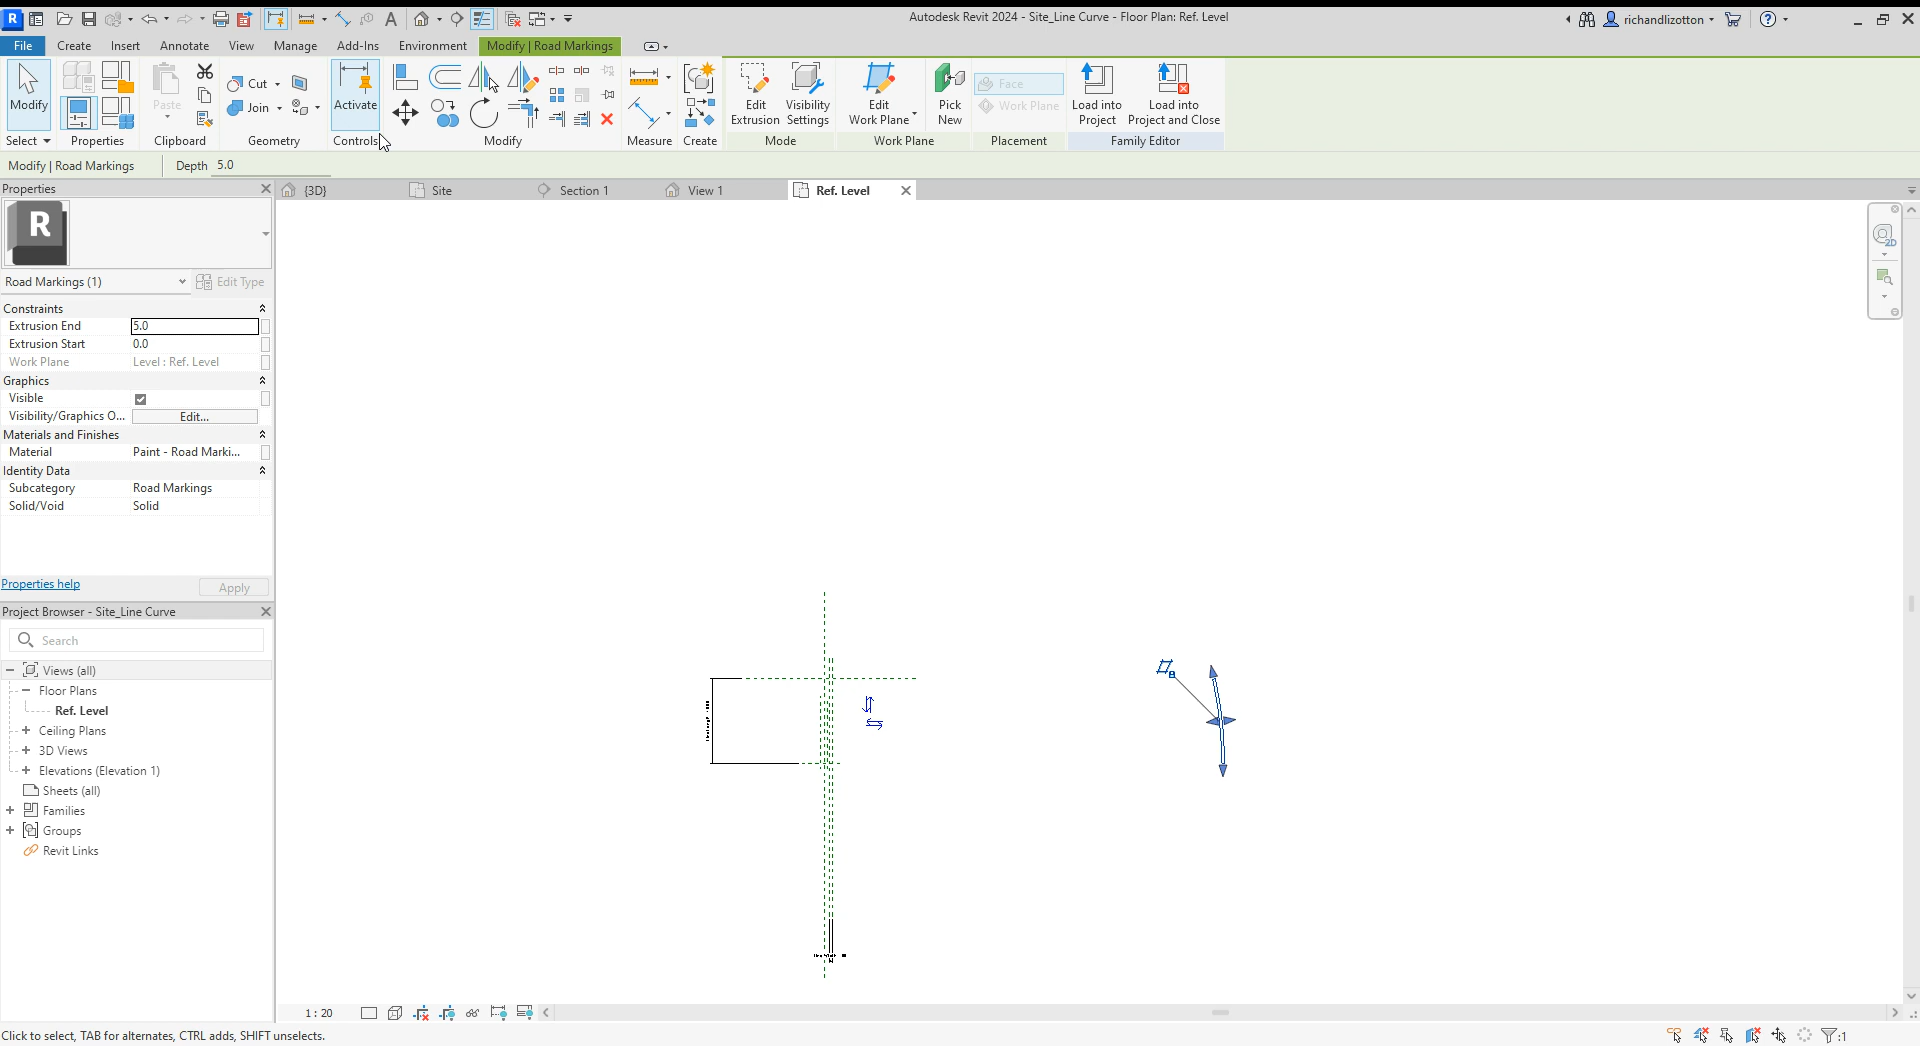 Autodesk Revit 2024 - Site_Line Curve - Floor Plan: Ref. Level
richandlizotton
File Create Insert Annotate View Manage Add-Ins Environment Modify | Road Markings
Modify
Paste
Cut
Join
Activate
Edit Extrusion
Visibility Settings
Edit Work Plane
Pick New
Face
Work Plane
Load into Project
Load into Project and Close
Select Properties Clipboard Geometry Controls Modify Measure Create Mode Work Plane Placement Family Editor
Modify | Road Markings Depth 5.0
Properties
{3D} Site Section 1 View 1 Ref. Level
R
Road Markings (1) Edit Type
Constraints
Extrusion End 5.0
Extrusion Start 0.0
Work Plane Level : Ref. Level
Graphics
Visible
Visibility/Graphics O... Edit...
Materials and Finishes
Material Paint - Road Marki...
Identity Data
Subcategory Road Markings
Solid/Void Solid
Properties help Apply
Project Browser - Site_Line Curve
Search
Views (all)
Floor Plans
Ref. Level
Ceiling Plans
3D Views
Elevations (Elevation 1)
Sheets (all)
Families
Groups
Revit Links
2D
1 : 20
Click to select, TAB for alternates, CTRL adds, SHIFT unselects.
:1